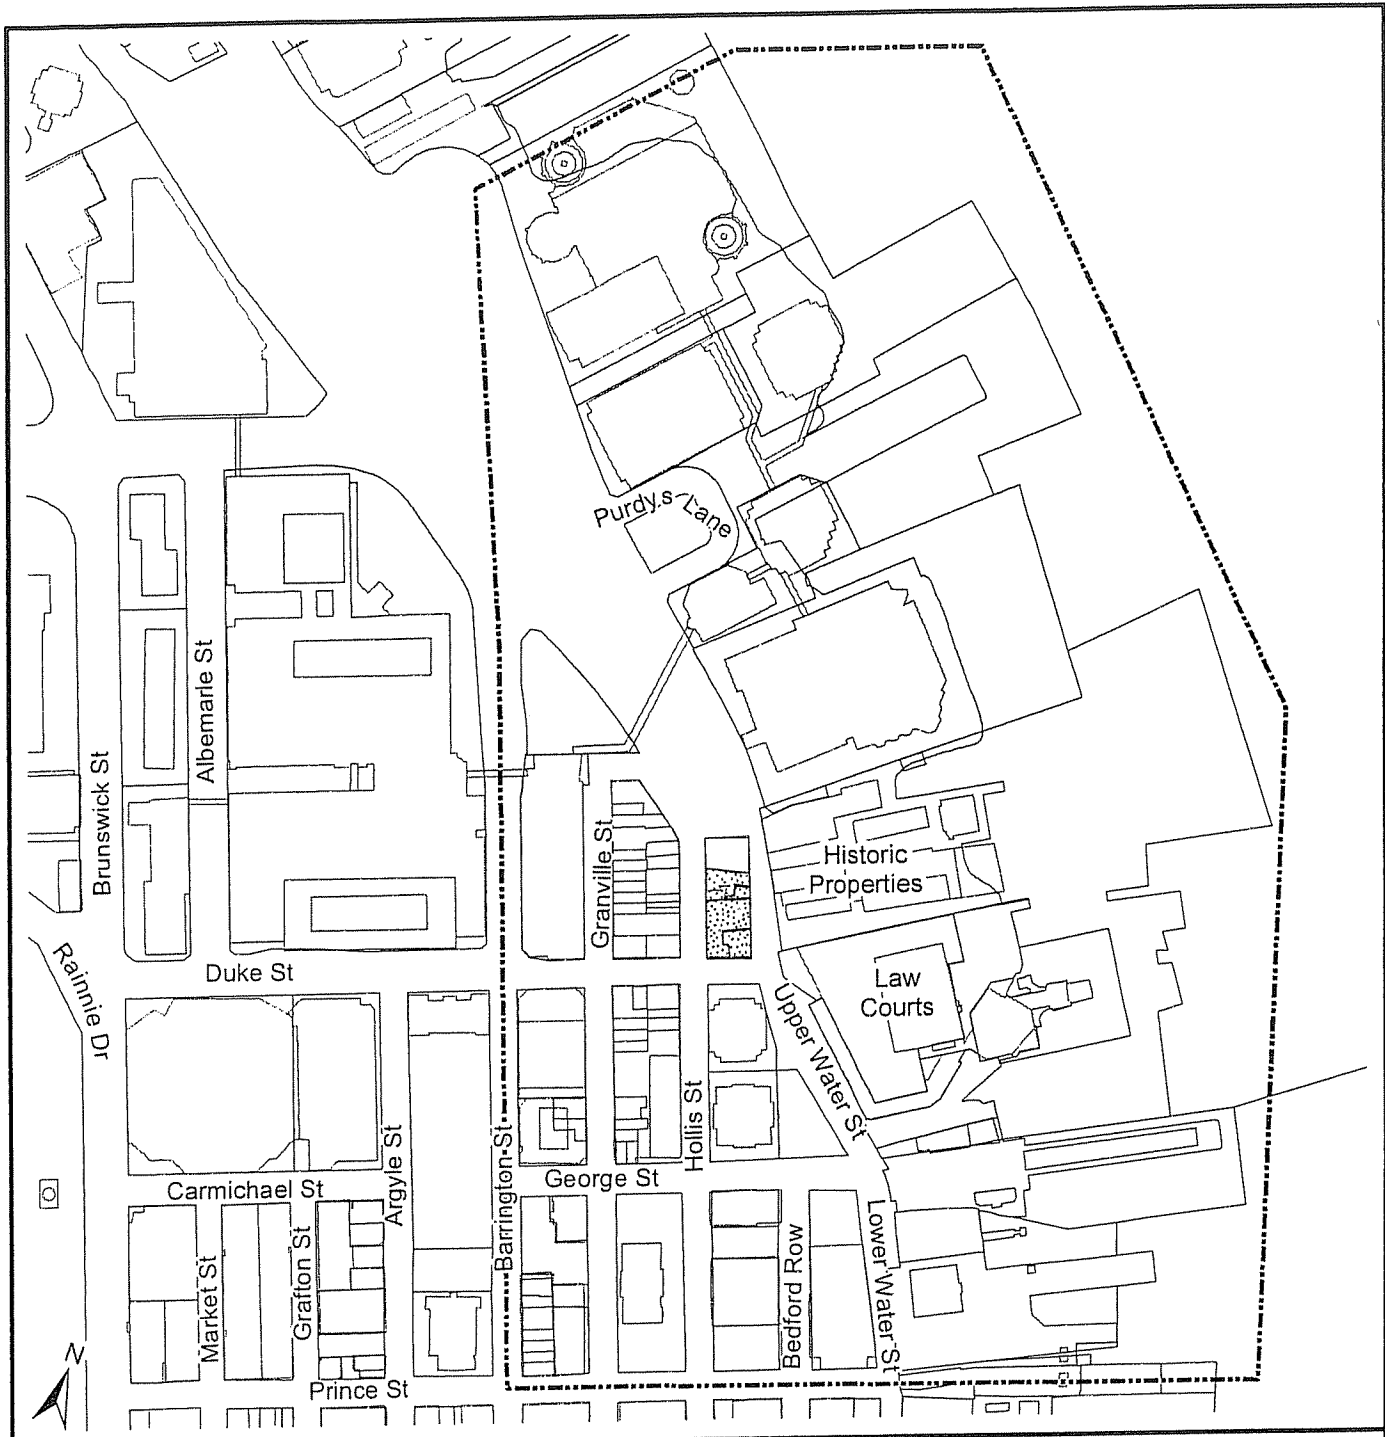 Purdy,s Lane
Albemarle St
Brunswick St
Granville St
Historic
Properties
Rainnie Dr
Duke St
Law
Courts
Upper Water St
Hollis St
Argyle St
Barrington St
Carmichael St
George St
Market St
Grafton St
Bedford Row
Lower Water St
Prince St
N